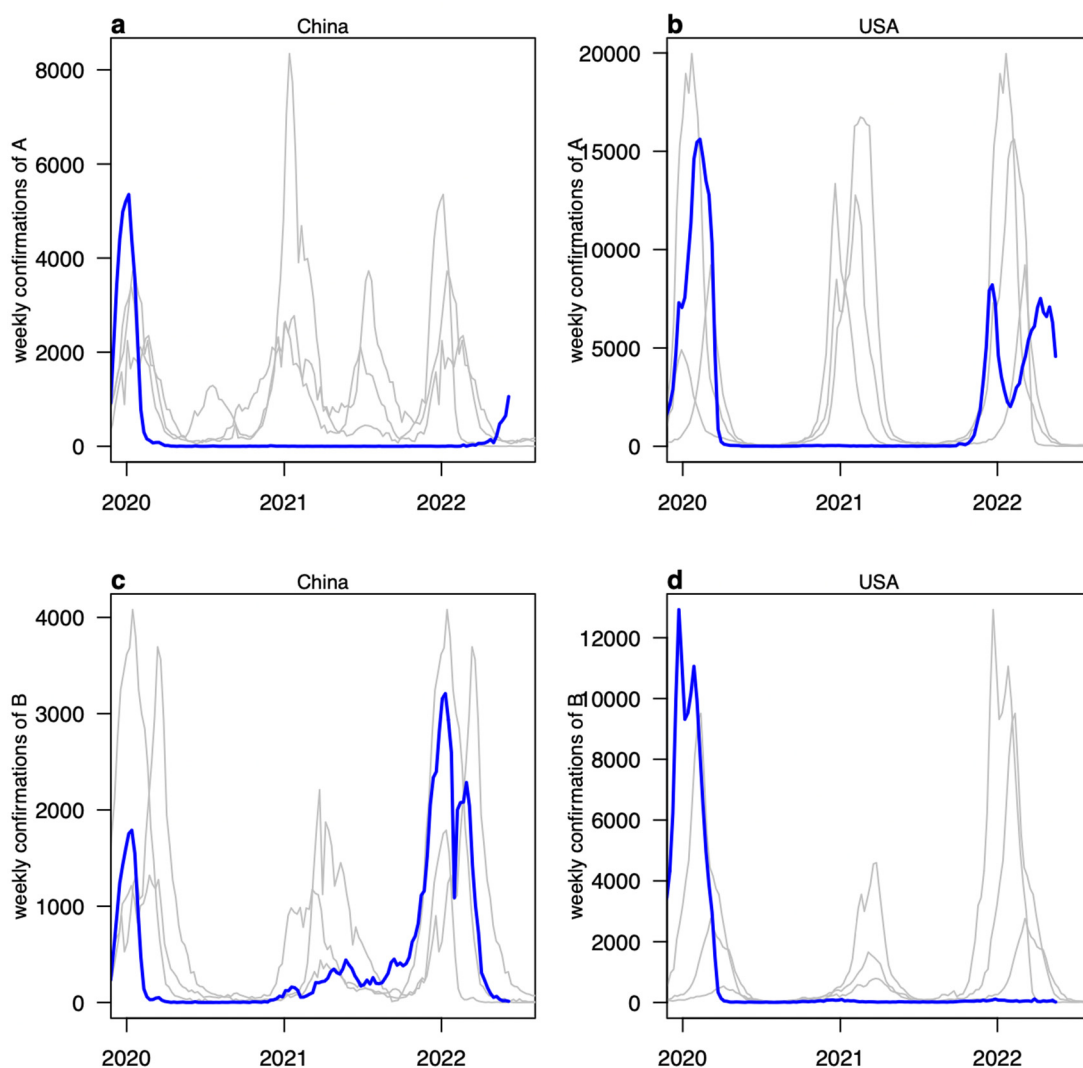 a China
8000
6000
4000
2000
0
weekly confirmations of A
2020 2021 2022
b USA
20000
15000
10000
5000
0
weekly confirmations of A
2020 2021 2022
c China
4000
3000
2000
1000
0
weekly confirmations of B
2020 2021 2022
d USA
12000
10000
8000
6000
4000
2000
0
weekly confirmations of B
2020 2021 2022